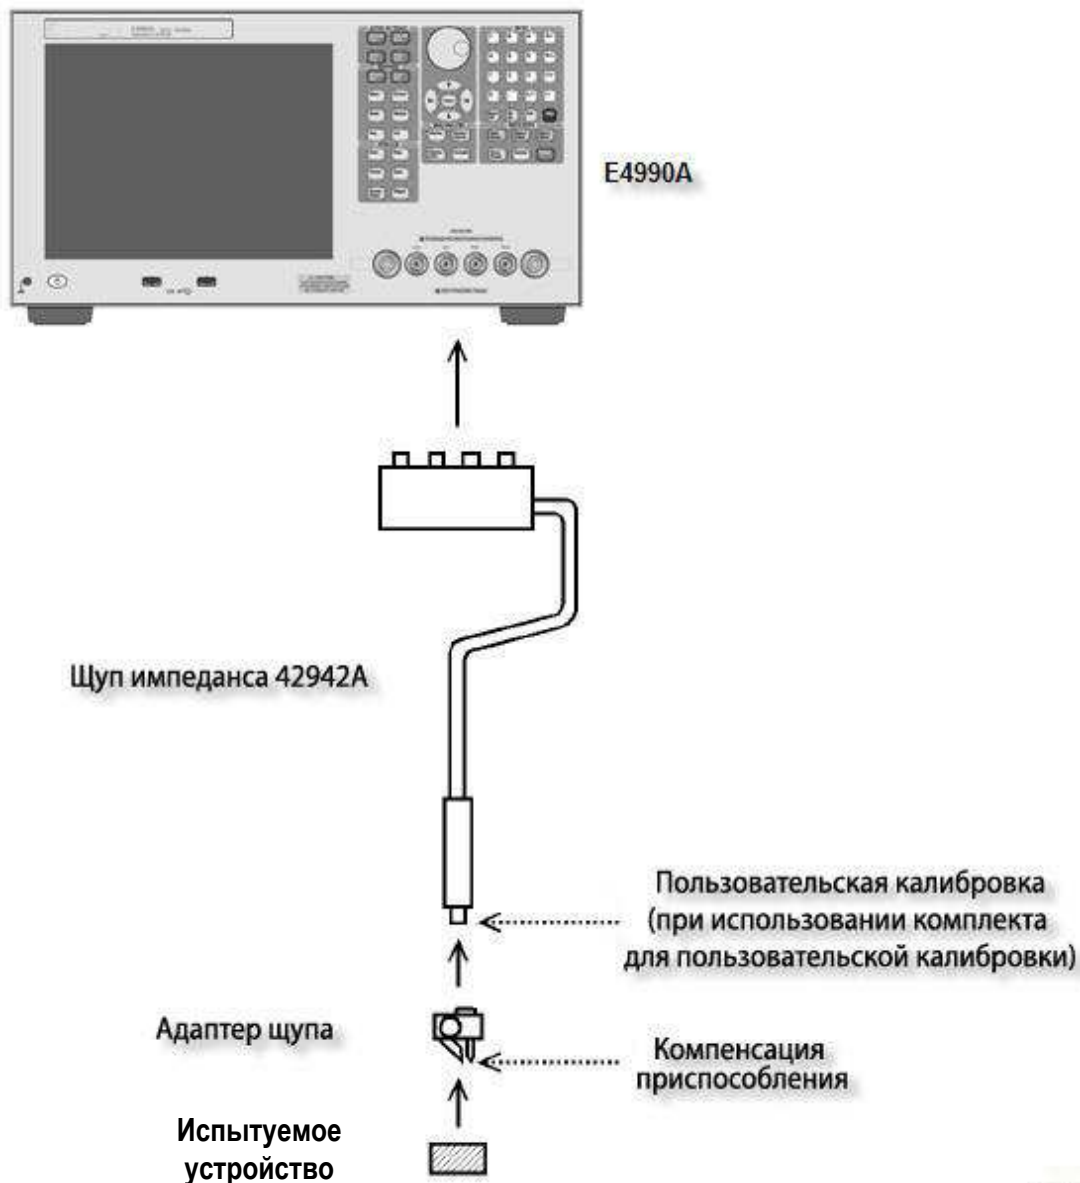 E4990A
Щуп импеданса 42942A
Пользовательская калибровка
(при использовании комплекта
для пользовательской калибровки)
Адаптер щупа
Компенсация
приспособления
Испытуемое
устройство